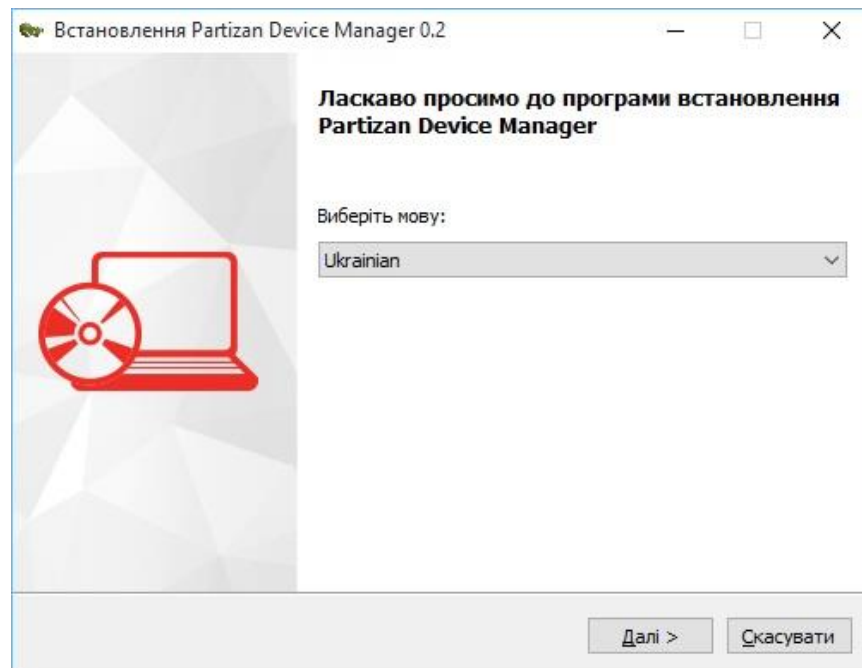 Встановлення Partizan Device Manager 0.2
Ласкаво просимо до програми встановлення
Partizan Device Manager
Виберіть мову:
Ukrainian
Далі >
Скасувати